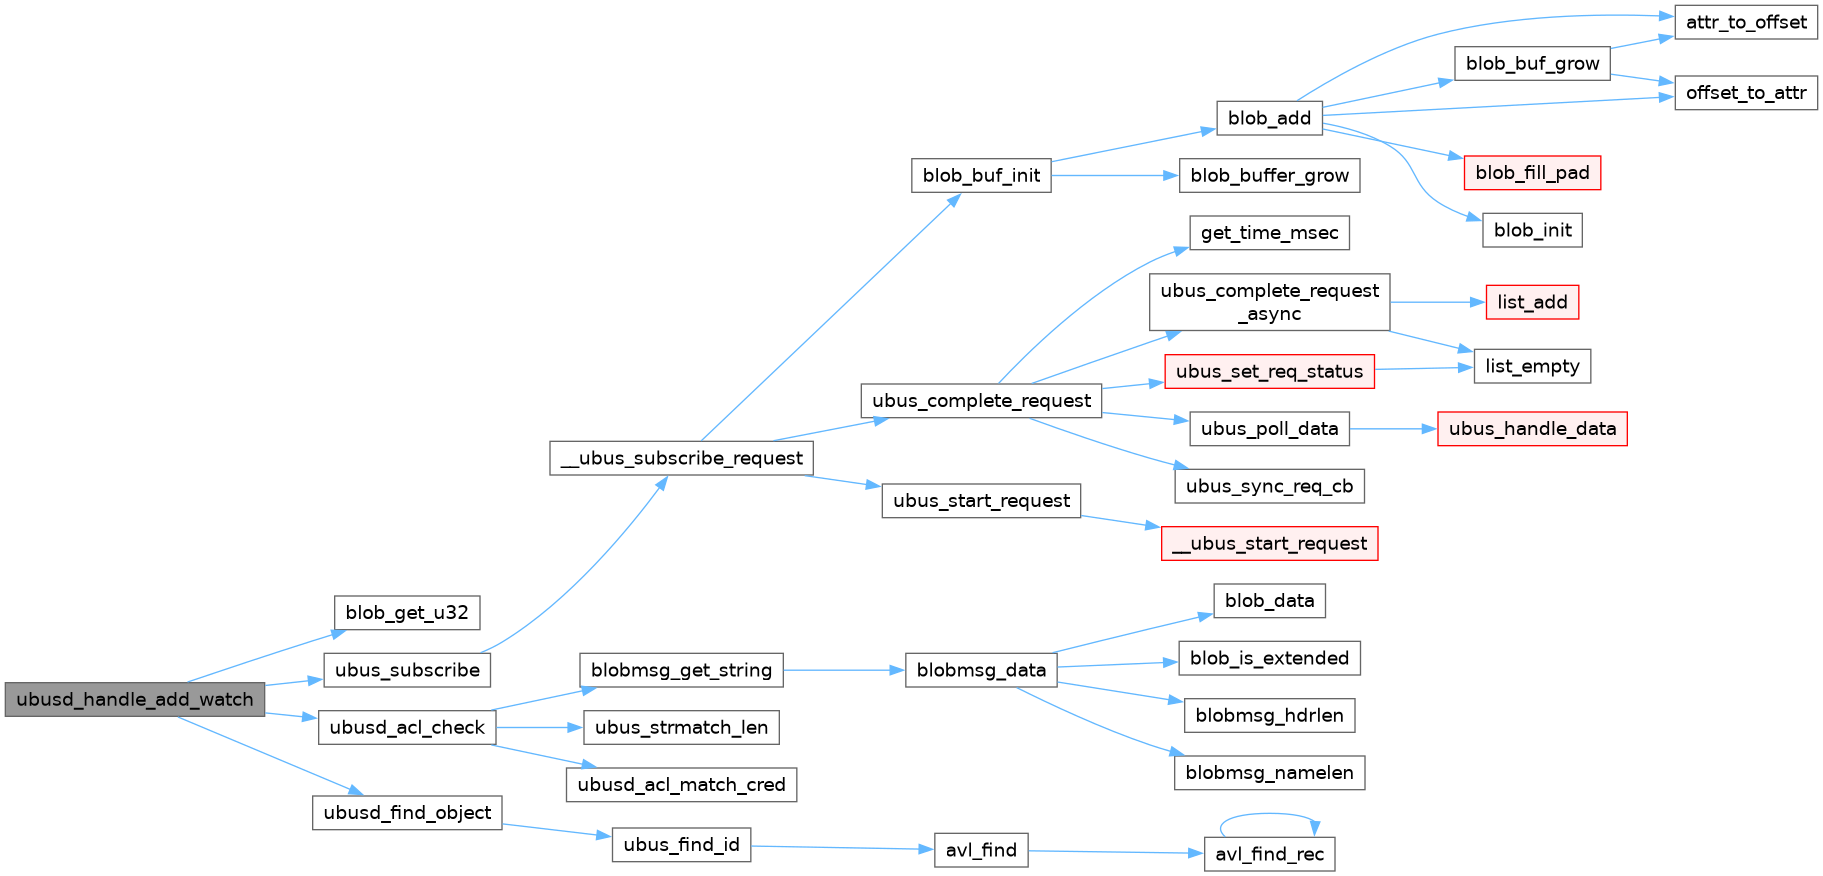 ubusd_handle_add_watch
blob_get_u32
ubus_subscribe
__ubus_subscribe_request
blob_buf_init
blob_add
attr_to_offset
blob_buf_grow
offset_to_attr
blob_fill_pad
blob_init
blob_buffer_grow
ubus_complete_request
get_time_msec
ubus_complete_request
_async
list_add
list_empty
ubus_set_req_status
ubus_poll_data
ubus_handle_data
ubus_sync_req_cb
ubus_start_request
__ubus_start_request
ubusd_acl_check
blobmsg_get_string
blobmsg_data
blob_data
blob_is_extended
blobmsg_hdrlen
blobmsg_namelen
ubus_strmatch_len
ubusd_acl_match_cred
ubusd_find_object
ubus_find_id
avl_find
avl_find_rec